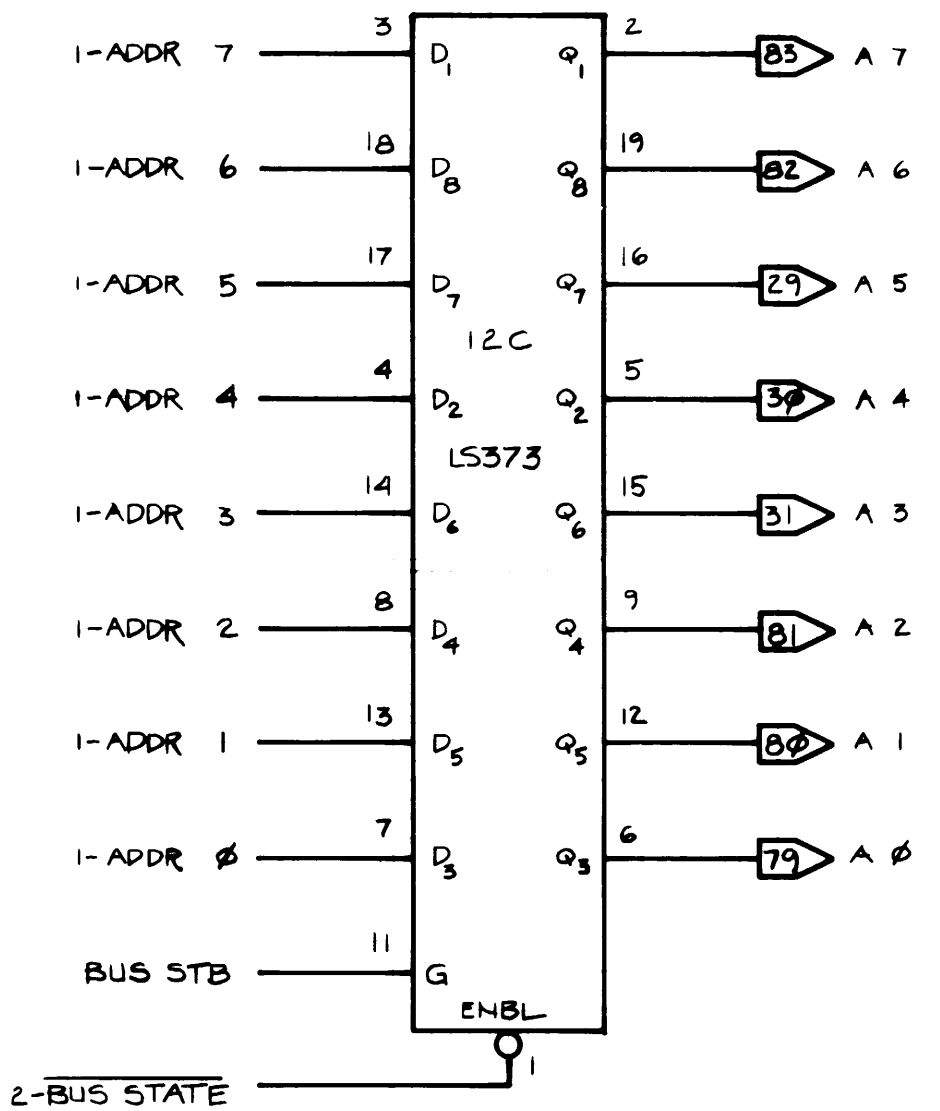 3 2
1-ADDR 7 D1 Q1 83 A 7
18 19
1-ADDR 6 D8 Q8 82 A 6
17 16
1-ADDR 5 D7 Q7 29 A 5
12C
4 5
1-ADDR 4 D2 Q2 3Ø A 4
LS373
14 15
1-ADDR 3 D6 Q6 31 A 3
8 9
1-ADDR 2 D4 Q4 81 A 2
13 12
1-ADDR 1 D5 Q5 8Ø A 1
7 6
1-ADDR Ø D3 Q3 79 A Ø
11
BUS STB G
ENBL
1
2-BUS STATE